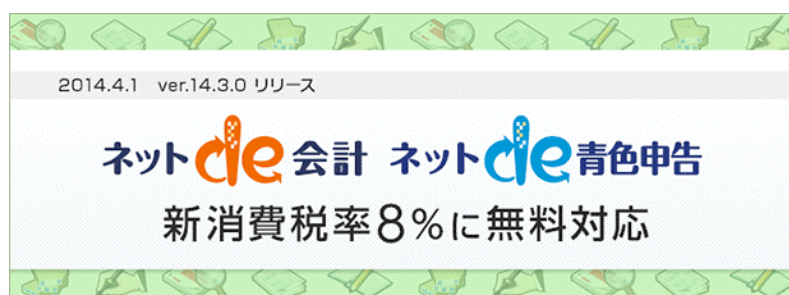 2014.4.1 ver.14.3.0 リリース
ネットde会計 ネットde青色申告
新消費税率8%に無料対応